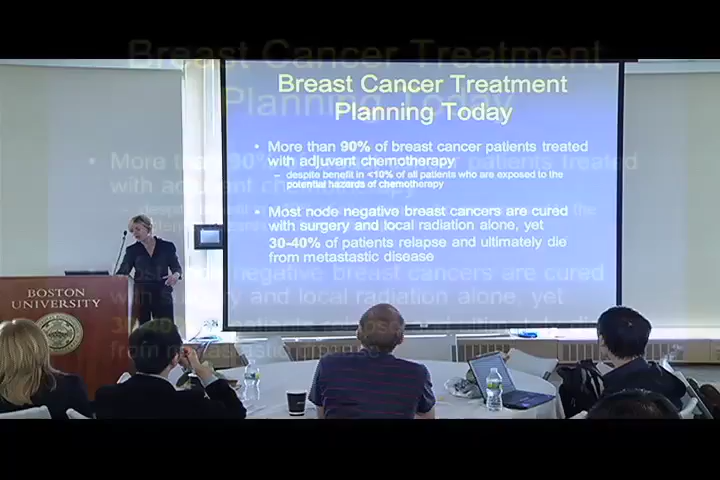 Breast Cancer Treatment
Planning Today
• More than 90% of breast cancer patients treated
with adjuvant chemotherapy
– despite benefit in <10% of all patients who are exposed to the
potential hazards of chemotherapy
• Most node negative breast cancers are cured
with surgery and local radiation alone, yet
30-40% of patients relapse and ultimately die
from metastastic disease
BOSTON
UNIVERSITY